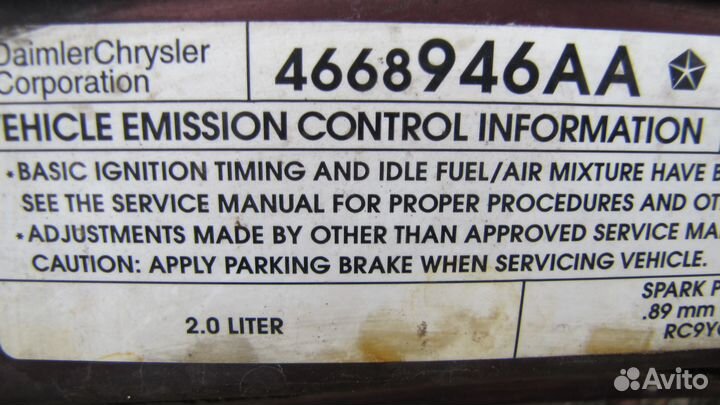 DaimlerChrysler
Corporation
4668946AA
VEHICLE EMISSION CONTROL INFORMATION
*BASIC IGNITION TIMING AND IDLE FUEL/AIR MIXTURE HAVE
SEE THE SERVICE MANUAL FOR PROPER PROCEDURES AND
*ADJUSTMENTS MADE BY OTHER THAN APPROVED SERVICE
CAUTION: APPLY PARKING BRAKE WHEN SERVICING VEHICLE.
2.0 LITER
SPARK
.89 mm
Avito